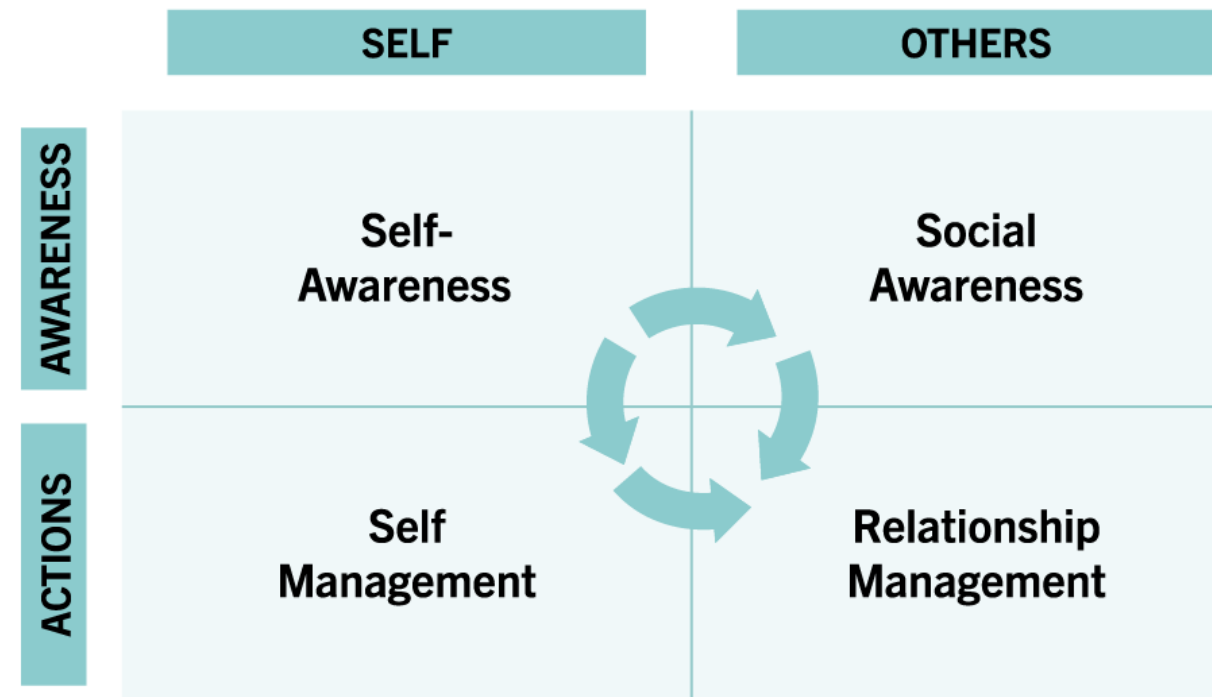 SELF
OTHERS
AWARENESS
Self-
Awareness
Social
Awareness
ACTIONS
Self
Management
Relationship
Management